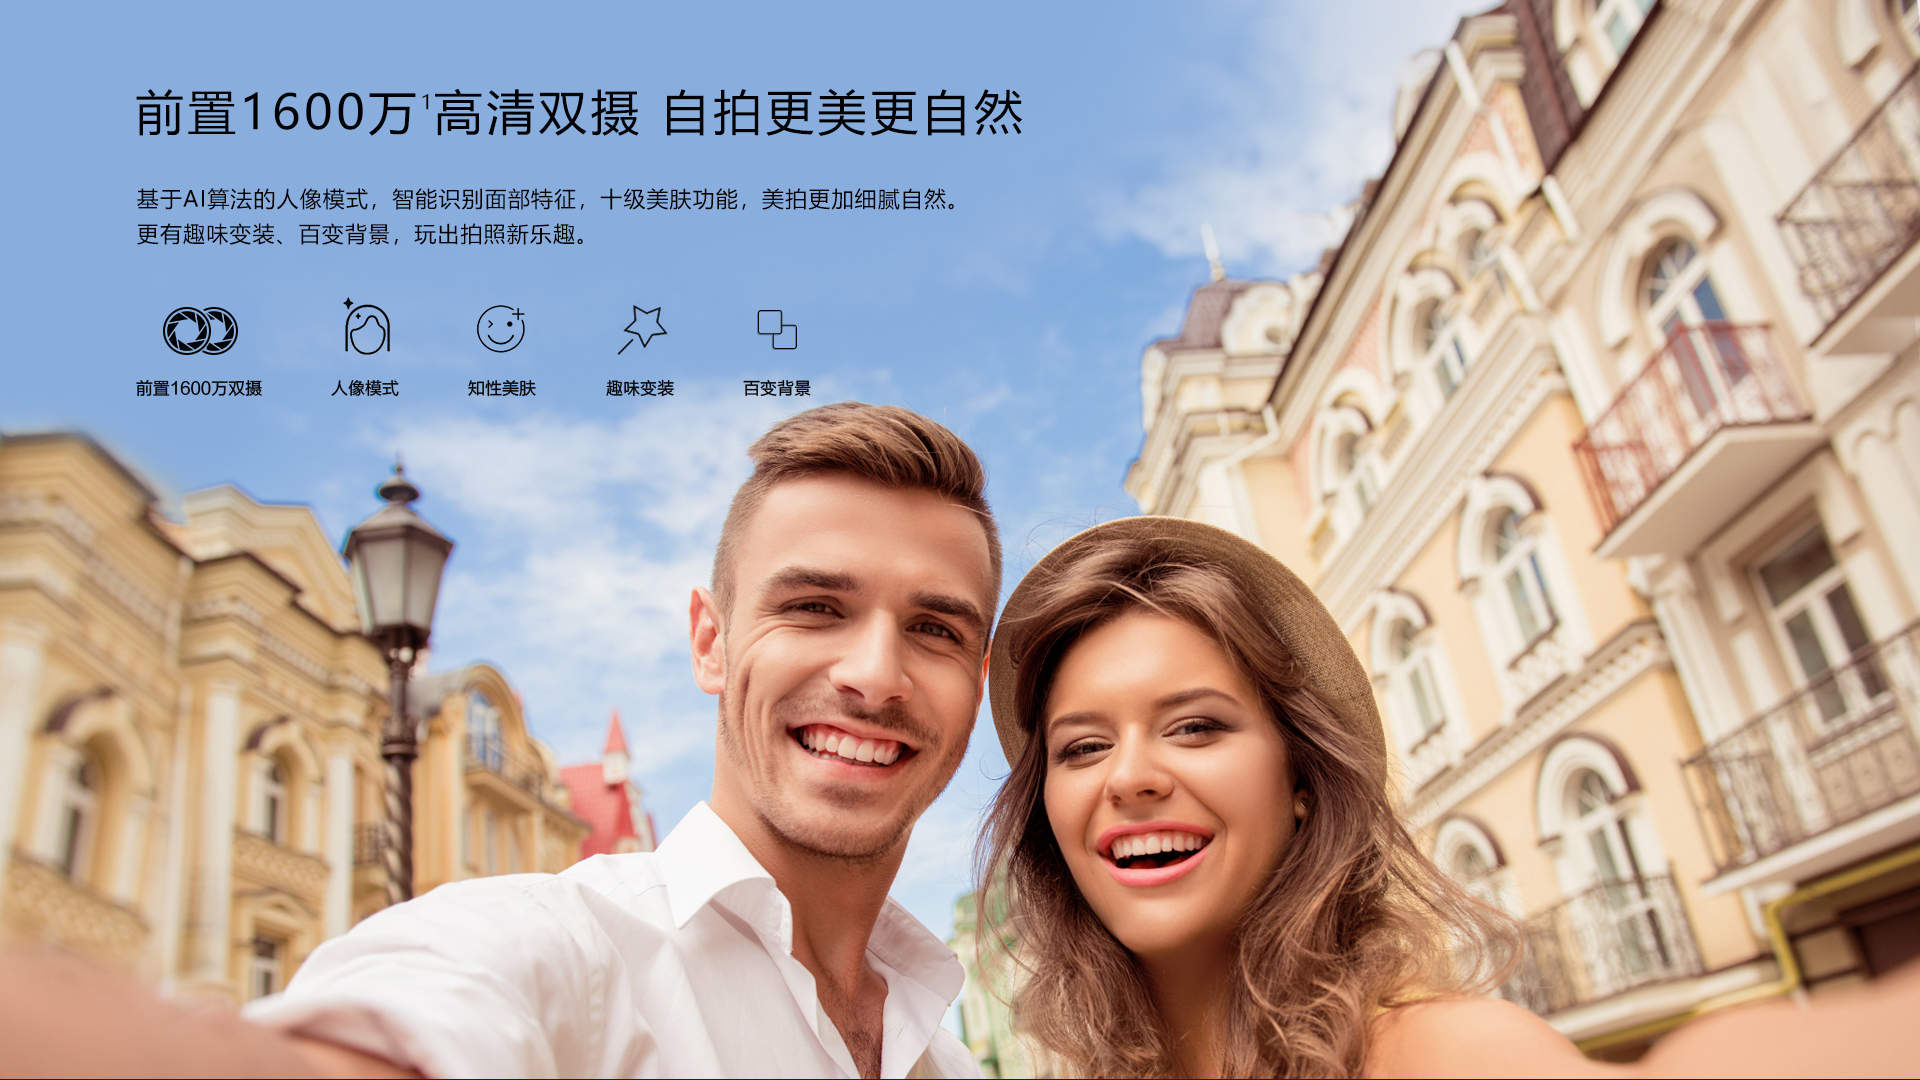 前置1600万¹高清双摄 自拍更美更自然
基于AI算法的人像模式，智能识别面部特征，十级美肤功能，美拍更加细腻自然。
更有趣味变装、百变背景，玩出拍照新乐趣。
前置1600万双摄 人像模式 知性美肤 趣味变装 百变背景